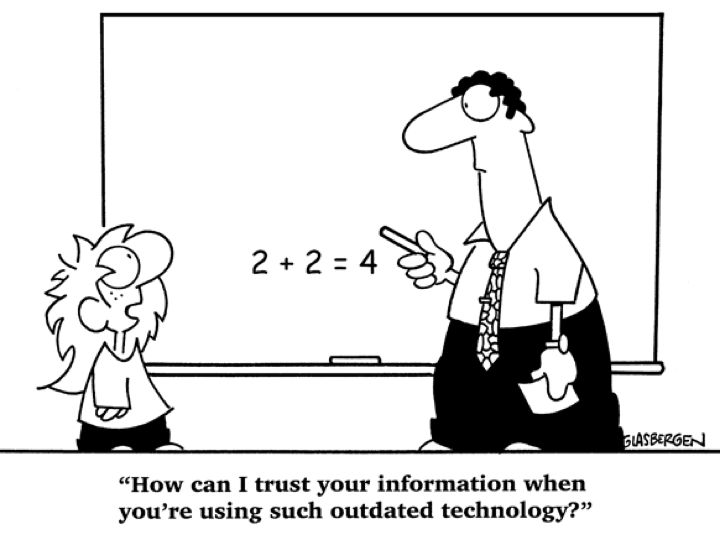 2 + 2 = 4
GLASBERGEN
“How can I trust your information when
you’re using such outdated technology?”